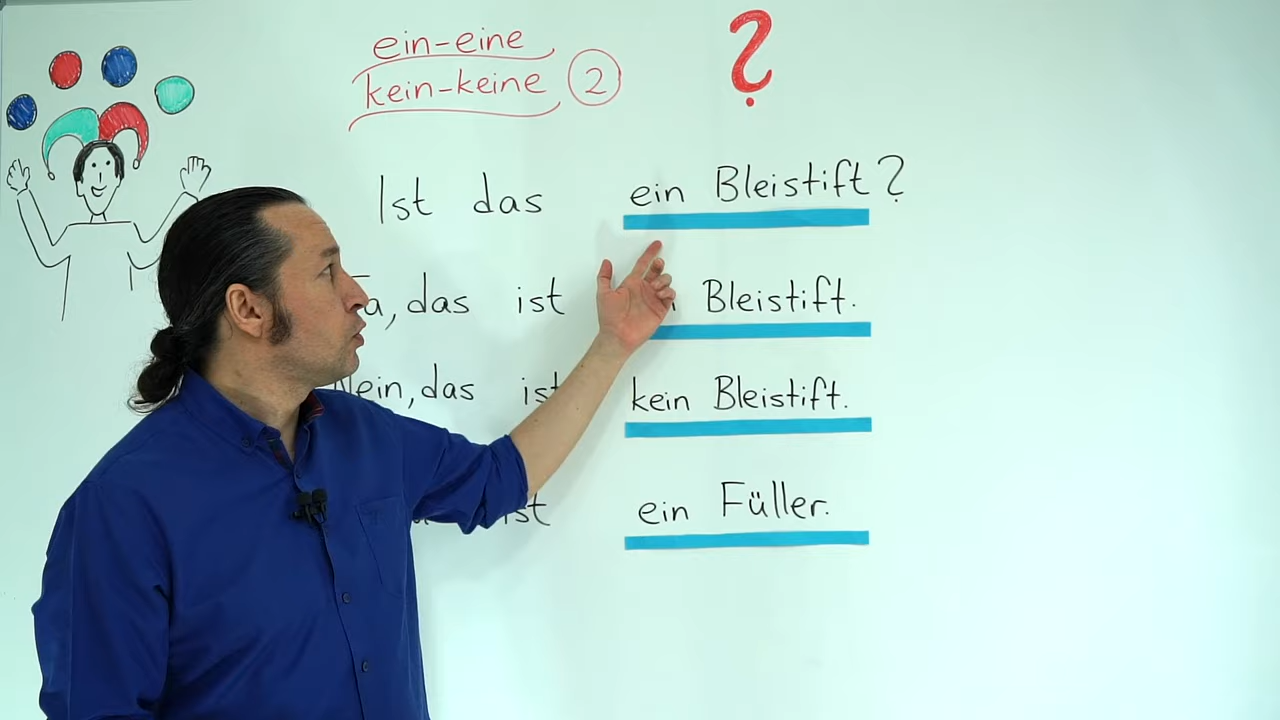 ein-eine
kein-keine 2
?
Ist das ein Bleistift?
Ja, das ist Bleistift.
Nein, das ist kein Bleistift.
ist ein Füller.